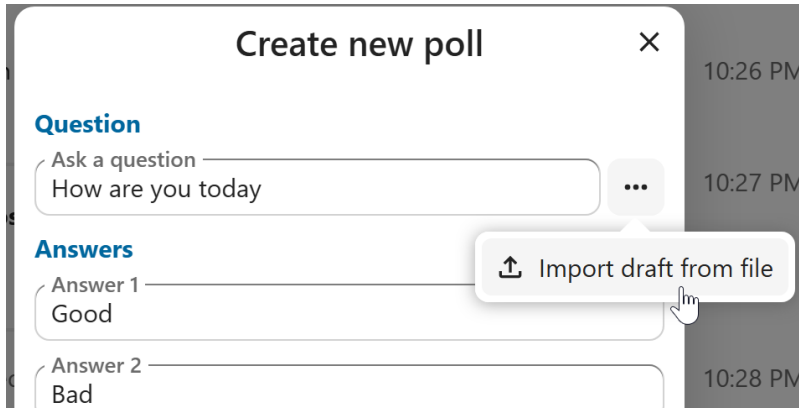 Create new poll
10:26 PM
Question
Ask a question
How are you today
10:27 PM
Answers
Import draft from file
Answer 1
Good
Answer 2
10:28 PM
Bad